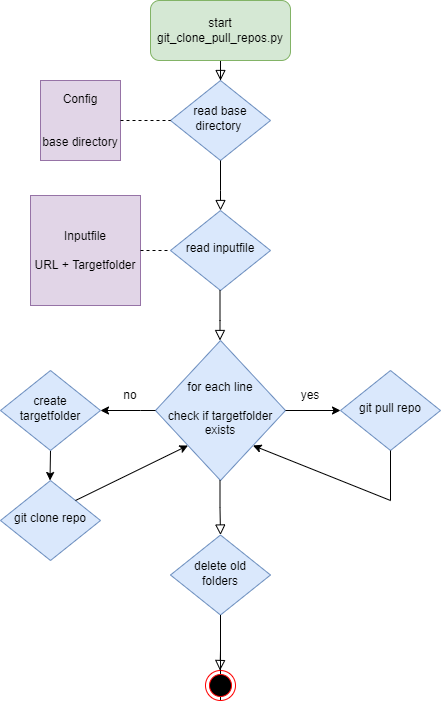 start
git_clone_pull_repos.py
Config
base directory
read base
directory
Inputfile
URL + Targetfolder
read inputfile
for each line
check if targetfolder
exists
no
yes
create
targetfolder
git pull repo
git clone repo
delete old
folders